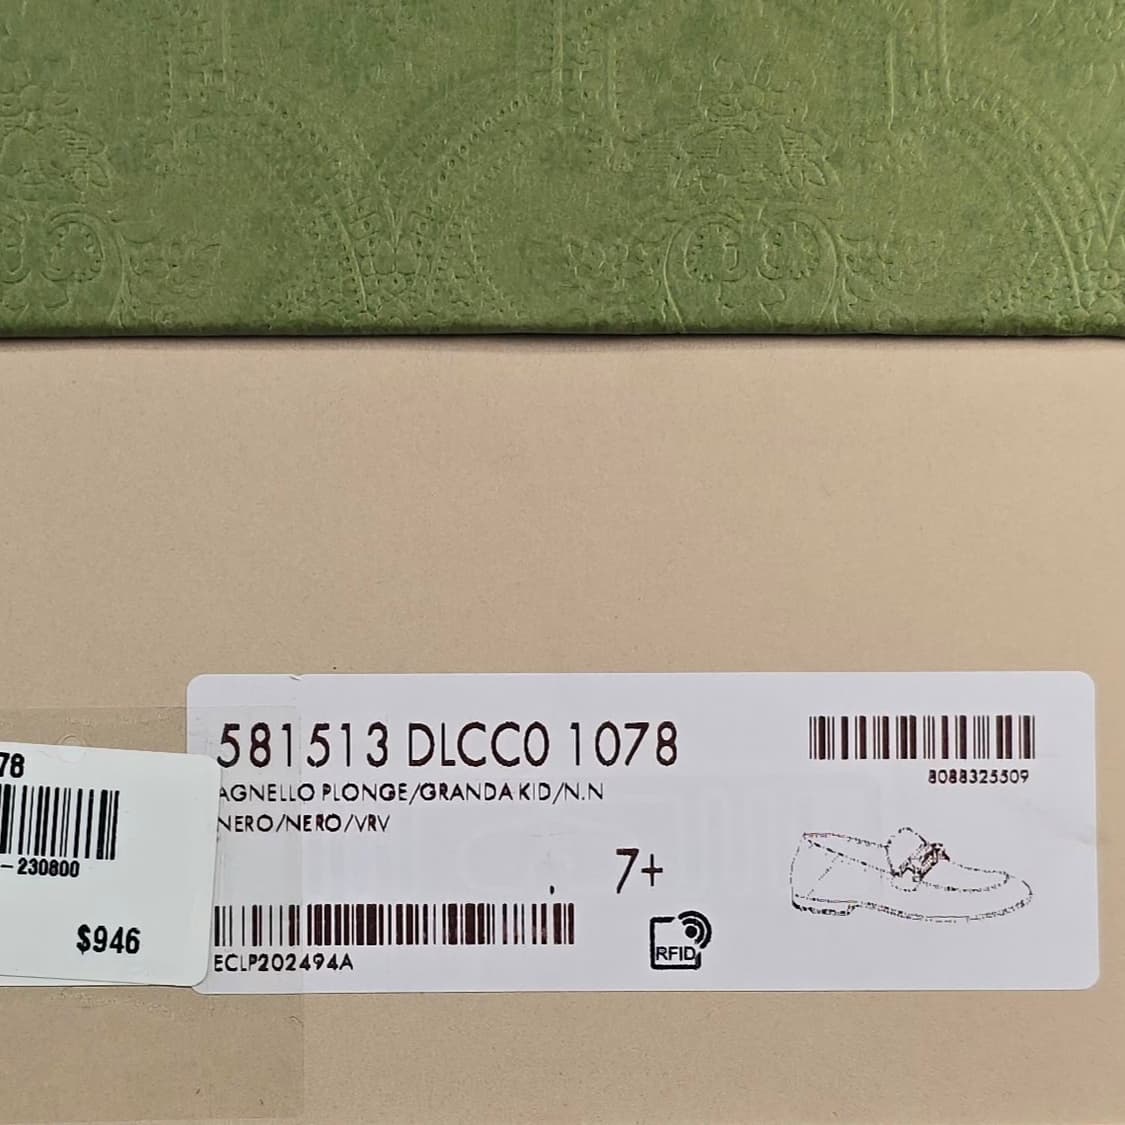 581513 DLCC0 1078
8088325509
AGNELLO PLONGE/GRANDA KID/N.N
NERO/NERO/VRV
7+
RFID
ECLP202494A
78
-230800
$946